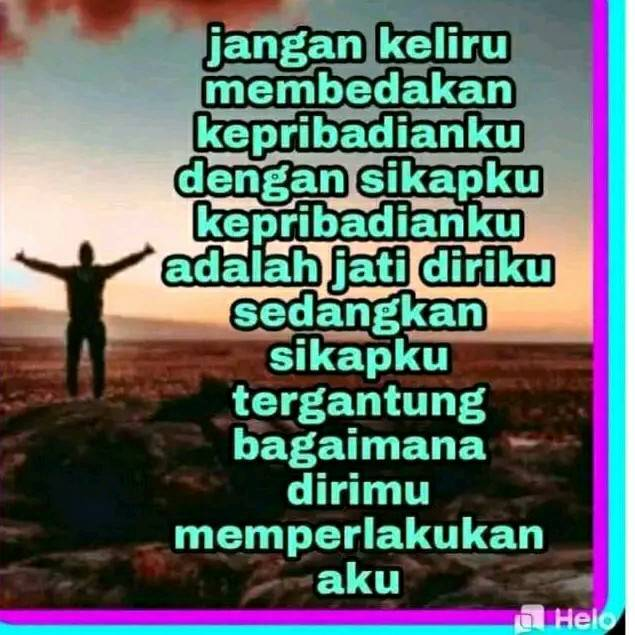 jangan keliru
membedakan
kepribadianku
dengan sikapku
kepribadianku
adalah jati diriku
sedangkan
sikapku
tergantung
bagaimana
dirimu
memperlakukan
aku
Helo